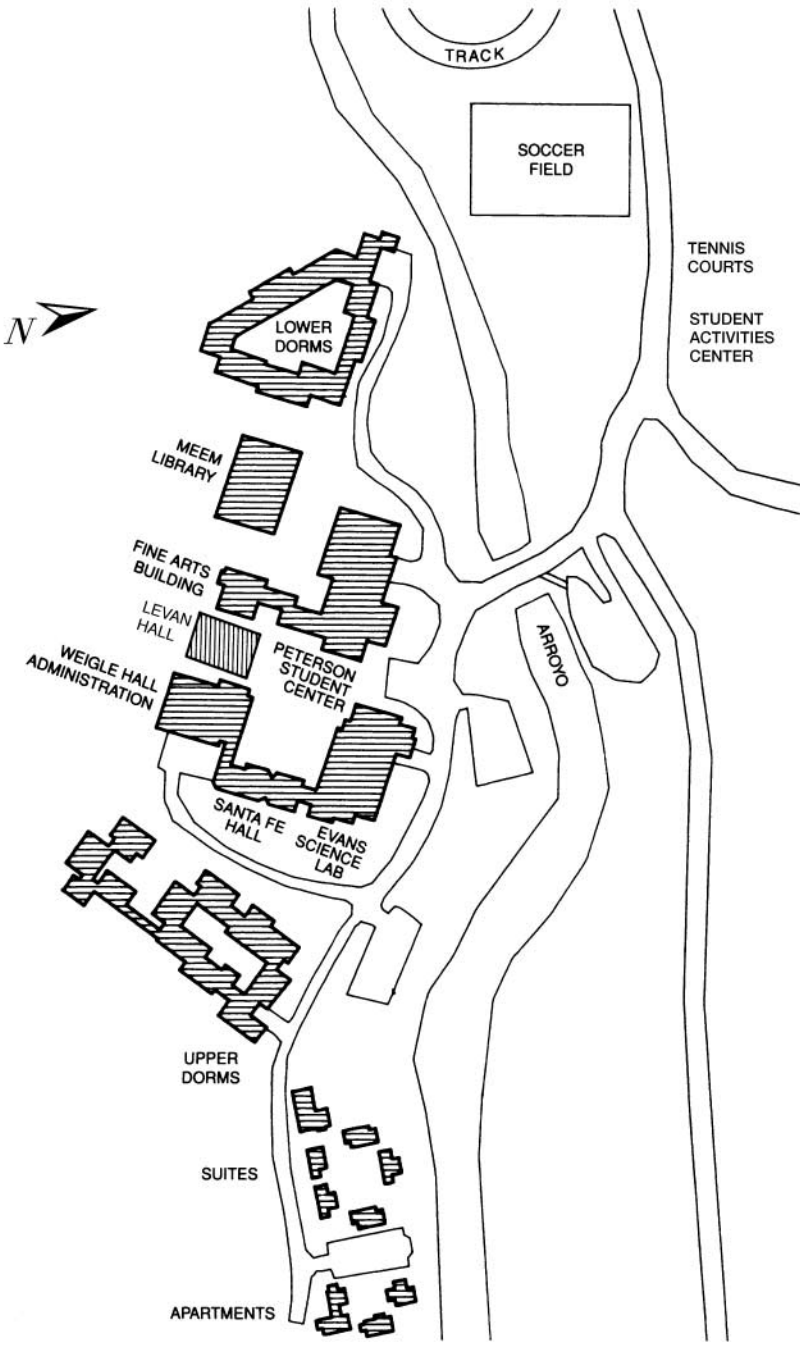 TRACK
SOCCER
FIELD
TENNIS
COURTS
STUDENT
ACTIVITIES
CENTER
N
LOWER
DORMS
MEEM
LIBRARY
FINE ARTS
BUILDING
LEVAN
HALL
WEIGLE HALL
ADMINISTRATION
PETERSON
STUDENT
CENTER
ARROYO
SANTA FE
HALL
EVANS
SCIENCE
LAB
UPPER
DORMS
SUITES
APARTMENTS